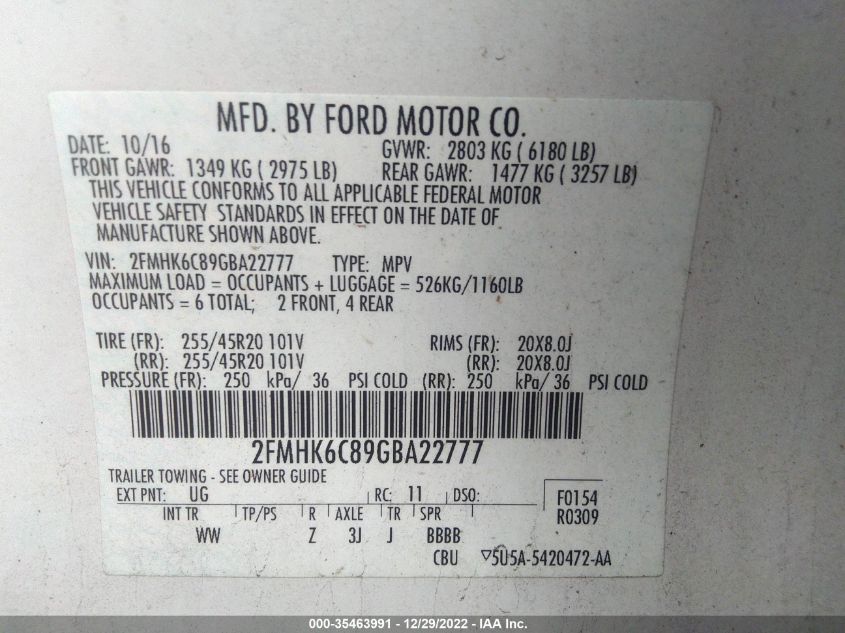 MFD. BY FORD MOTOR CO.
DATE: 10/16 GVWR: 2803 KG ( 6180 LB)
FRONT GAWR: 1349 KG ( 2975 LB) REAR GAWR: 1477 KG ( 3257 LB)
THIS VEHICLE CONFORMS TO ALL APPLICABLE FEDERAL MOTOR
VEHICLE SAFETY STANDARDS IN EFFECT ON THE DATE OF
MANUFACTURE SHOWN ABOVE.
VIN: 2FMHK6C89GBA22777 TYPE: MPV
MAXIMUM LOAD = OCCUPANTS + LUGGAGE = 526KG/1160LB
OCCUPANTS = 6 TOTAL; 2 FRONT, 4 REAR
TIRE (FR): 255/45R20 101V RIMS (FR): 20X8.0J
(RR): 255/45R20 101V (RR): 20X8.0J
PRESSURE (FR): 250 kPa/ 36 PSI COLD (RR): 250 kPa/ 36 PSI COLD
2FMHK6C89GBA22777
TRAILER TOWING - SEE OWNER GUIDE
EXT PNT: UG RC: 11 DSO: F0154
INT TR TP/PS R AXLE TR SPR R0309
WW Z 3J J BBBB
CBU 5U5A-5420472-AA
000-35463991 - 12/29/2022 - IAA Inc.